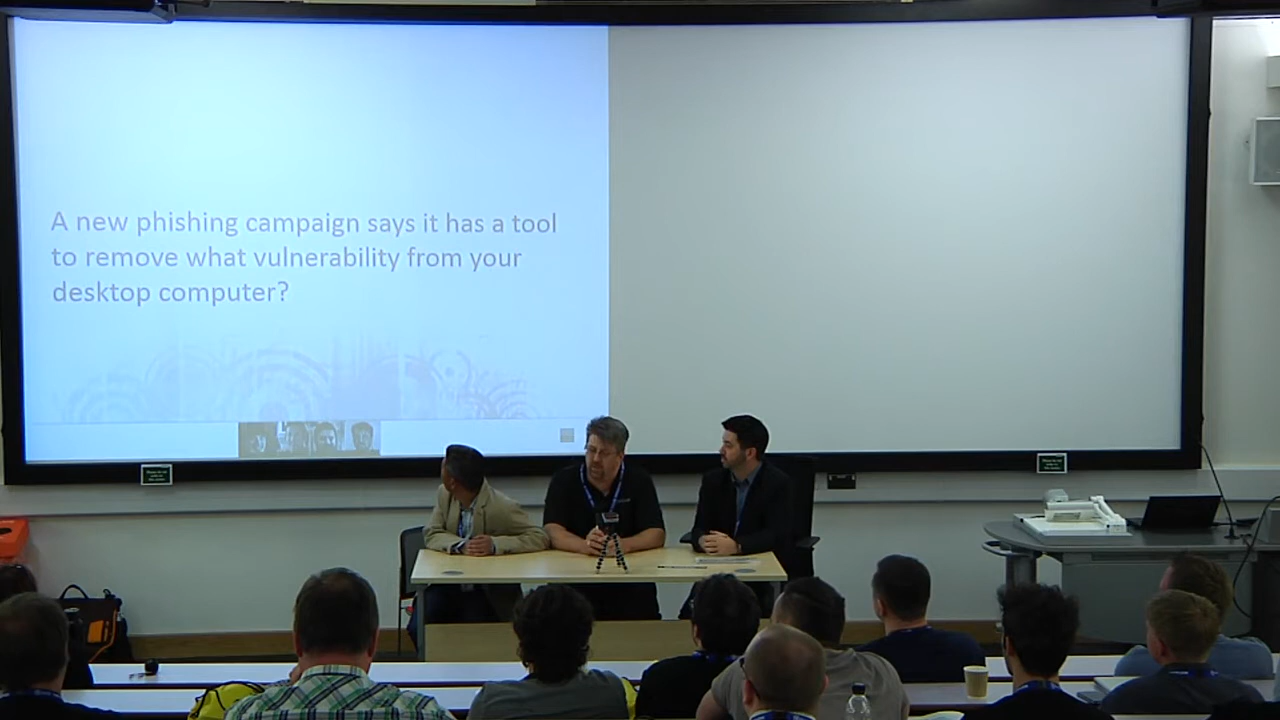 A new phishing campaign says it has a tool
to remove what vulnerability from your
desktop computer?